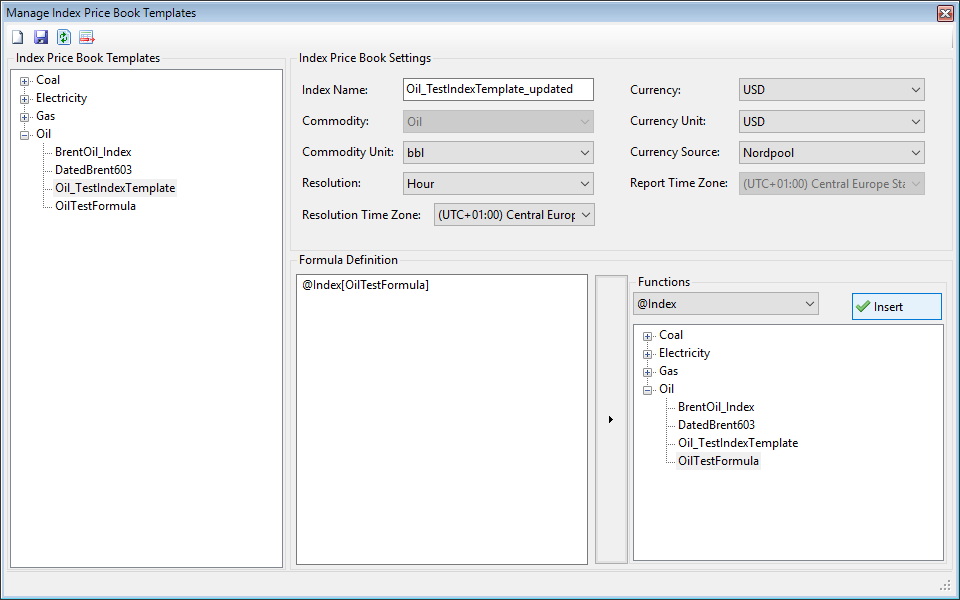 Manage Index Price Book Templates
Index Price Book Templates
Coal
Electricity
Gas
Oil
BrentOil_Index
DatedBrent603
Oil_TestIndexTemplate
OilTestFormula
Index Price Book Settings
Index Name: Oil_TestIndexTemplate_updated
Currency: USD
Commodity: Oil
Currency Unit: USD
Commodity Unit: bbl
Currency Source: Nordpool
Resolution: Hour
Report Time Zone: (UTC+01:00) Central Europe Sta
Resolution Time Zone: (UTC+01:00) Central Europ
Formula Definition
@Index[OilTestFormula]
Functions
@Index
Insert
Coal
Electricity
Gas
Oil
BrentOil_Index
DatedBrent603
Oil_TestIndexTemplate
OilTestFormula